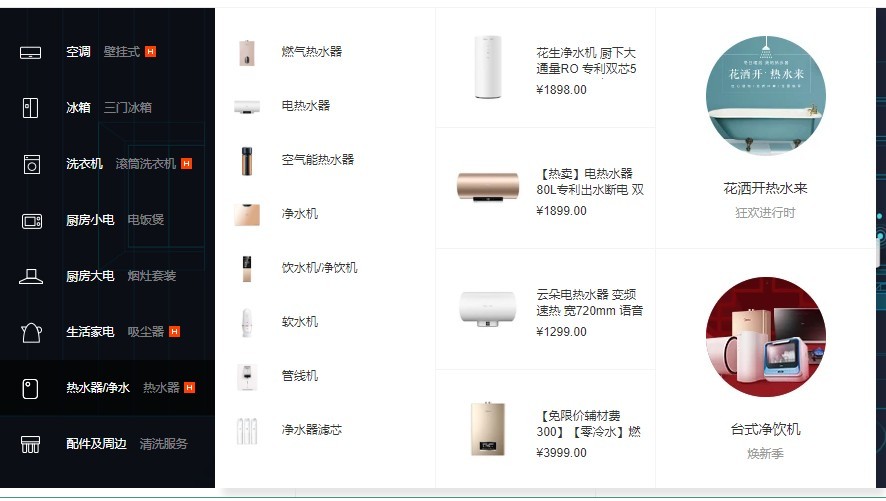 空调 壁挂式 H
冰箱 三门冰箱
洗衣机 滚筒洗衣机 H
厨房小电 电饭煲
厨房大电 烟灶套装
生活家电 吸尘器 H
热水器/净水 热水器 H
配件及周边 清洗服务
燃气热水器
电热水器
空气能热水器
净水机
饮水机/净饮机
软水机
管线机
净水器滤芯
花生净水机 厨下大
通量RO 专利双芯5
¥1898.00
【热卖】电热水器
80L专利出水断电 双
¥1899.00
云朵电热水器 变频
速热 宽720mm 语音
¥1299.00
【免限价辅材费
300】【零冷水】燃
¥3999.00
花洒开·热水来
花洒开热水来
狂欢进行时
台式净饮机
焕新季